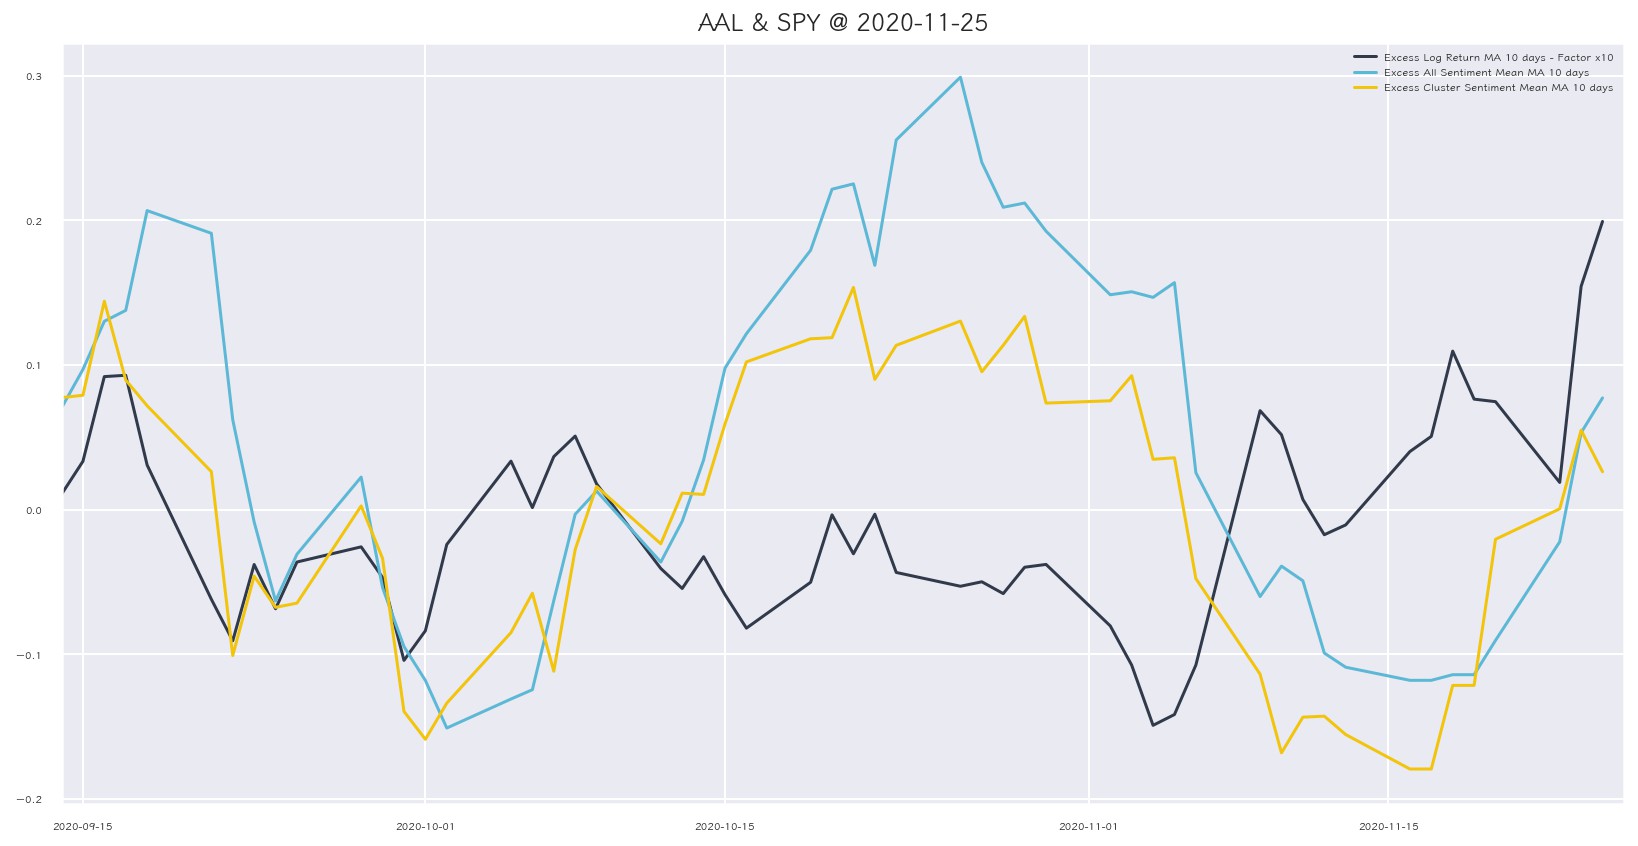 AAL & SPY @ 2020-11-25
Excess Log Return MA 10 days - Factor x10
Excess All Sentiment Mean MA 10 days
Excess Cluster Sentiment Mean MA 10 days
0.3
0.2
0.1
0.0
−0.1
−0.2
2020-09-15 2020-10-01 2020-10-15 2020-11-01 2020-11-15